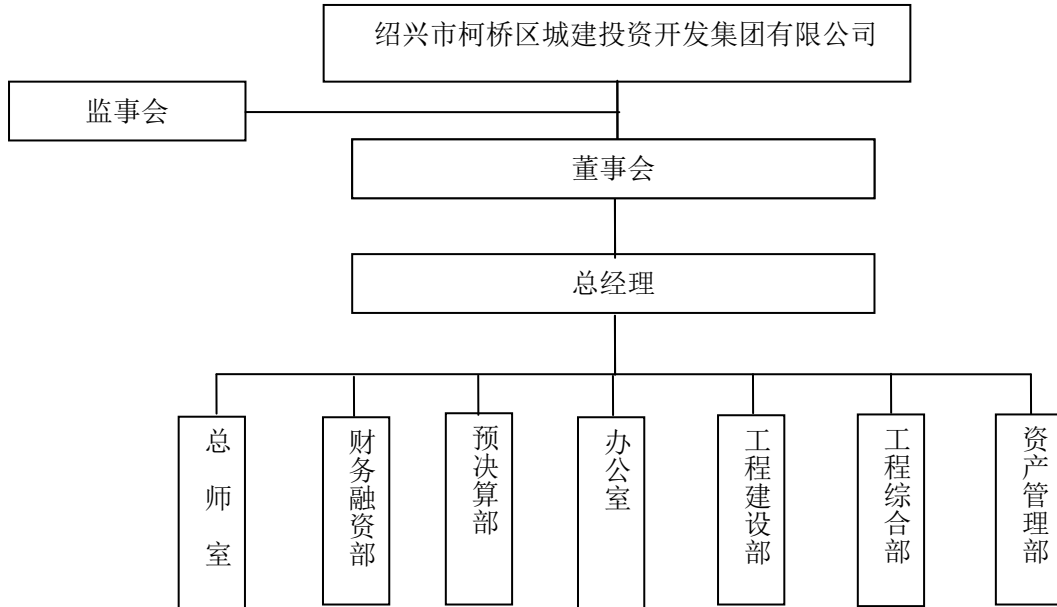 绍兴市柯桥区城建投资开发集团有限公司
监事会
董事会
总经理
总师室
财务融资部
预决算部
办公室
工程建设部
工程综合部
资产管理部